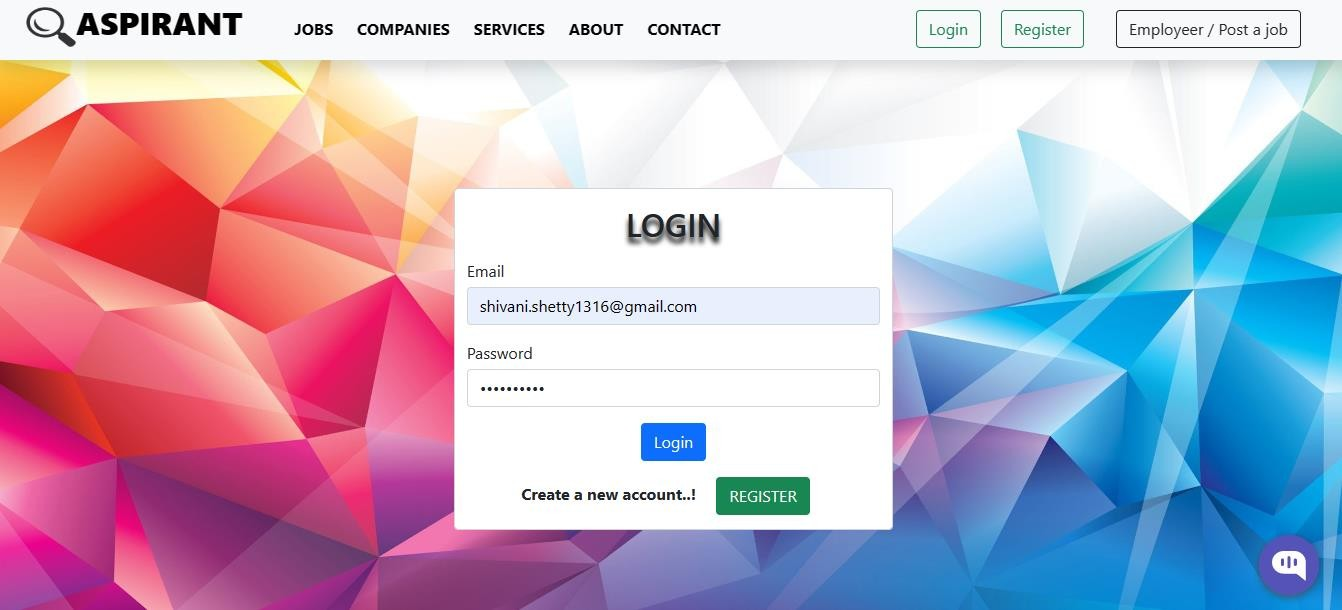 ASPIRANT JOBS COMPANIES SERVICES ABOUT CONTACT Login Register Employeer / Post a job
LOGIN
Email
shivani.shetty1316@gmail.com
Password
••••••••••
Login
Create a new account..! REGISTER